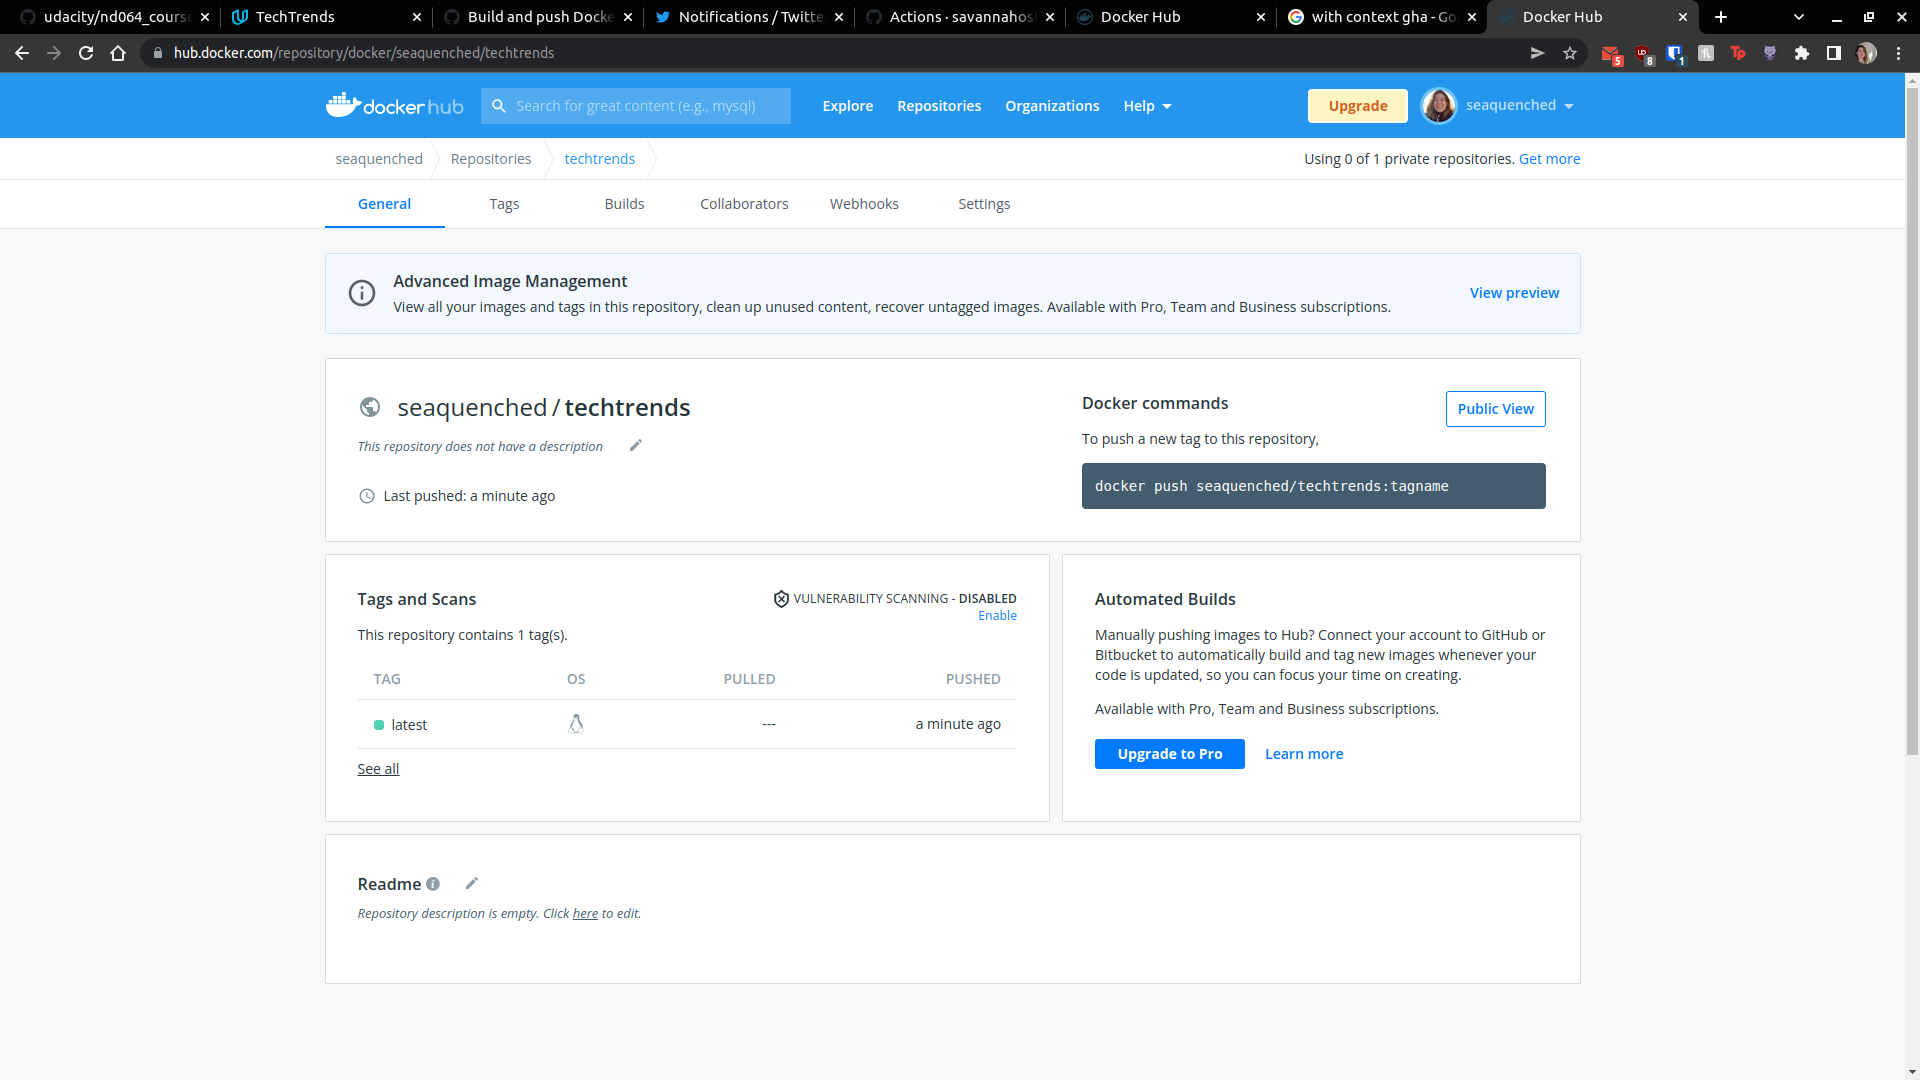 udacity/nd064_course
TechTrends
Build and push Docke
Notifications / Twitte
Actions · savannahos
Docker Hub
with context gha - Go
Docker Hub
hub.docker.com/repository/docker/seaquenched/techtrends
5
8
1
docker hub
Search for great content (e.g., mysql)
Explore
Repositories
Organizations
Help
Upgrade
seaquenched
seaquenched
Repositories
techtrends
Using 0 of 1 private repositories. Get more
General
Tags
Builds
Collaborators
Webhooks
Settings
Advanced Image Management
View all your images and tags in this repository, clean up unused content, recover untagged images. Available with Pro, Team and Business subscriptions.
View preview
seaquenched / techtrends
This repository does not have a description
Last pushed: a minute ago
Docker commands
Public View
To push a new tag to this repository,
docker push seaquenched/techtrends:tagname
Tags and Scans
VULNERABILITY SCANNING - DISABLED
Enable
This repository contains 1 tag(s).
TAG OS PULLED PUSHED
latest --- a minute ago
See all
Automated Builds
Manually pushing images to Hub? Connect your account to GitHub or
Bitbucket to automatically build and tag new images whenever your
code is updated, so you can focus your time on creating.
Available with Pro, Team and Business subscriptions.
Upgrade to Pro
Learn more
Readme
Repository description is empty. Click here to edit.